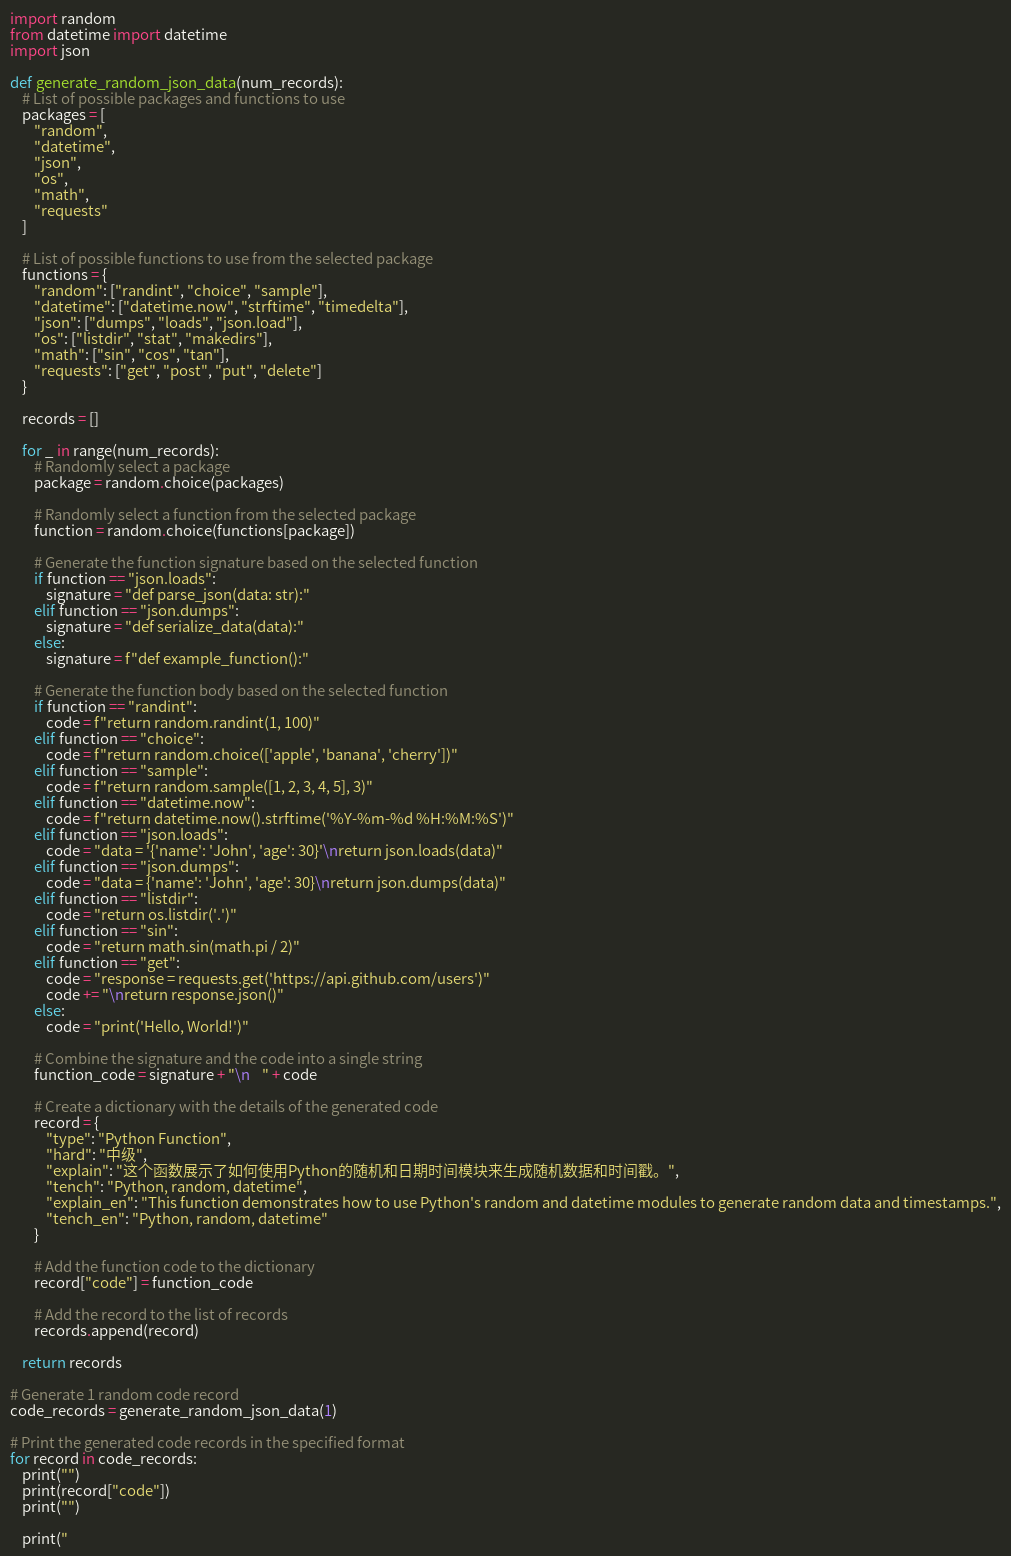 import random
from datetime import datetime
import json

def generate_random_json_data(num_records):
    # List of possible packages and functions to use
    packages = [
        "random",
        "datetime",
        "json",
        "os",
        "math",
        "requests"
    ]

    # List of possible functions to use from the selected package
    functions = {
        "random": ["randint", "choice", "sample"],
        "datetime": ["datetime.now", "strftime", "timedelta"],
        "json": ["dumps", "loads", "json.load"],
        "os": ["listdir", "stat", "makedirs"],
        "math": ["sin", "cos", "tan"],
        "requests": ["get", "post", "put", "delete"]
    }

    records = []

    for _ in range(num_records):
        # Randomly select a package
        package = random.choice(packages)

        # Randomly select a function from the selected package
        function = random.choice(functions[package])

        # Generate the function signature based on the selected function
        if function == "json.loads":
            signature = "def parse_json(data: str):"
        elif function == "json.dumps":
            signature = "def serialize_data(data):"
        else:
            signature = f"def example_function():"

        # Generate the function body based on the selected function
        if function == "randint":
            code = f"return random.randint(1, 100)"
        elif function == "choice":
            code = f"return random.choice(['apple', 'banana', 'cherry'])"
        elif function == "sample":
            code = f"return random.sample([1, 2, 3, 4, 5], 3)"
        elif function == "datetime.now":
            code = f"return datetime.now().strftime('%Y-%m-%d %H:%M:%S')"
        elif function == "json.loads":
            code = "data = '{'name': 'John', 'age': 30}'\nreturn json.loads(data)"
        elif function == "json.dumps":
            code = "data = {'name': 'John', 'age': 30}\nreturn json.dumps(data)"
        elif function == "listdir":
            code = "return os.listdir('.')"
        elif function == "sin":
            code = "return math.sin(math.pi / 2)"
        elif function == "get":
            code = "response = requests.get('https://api.github.com/users')"
            code += "\nreturn response.json()"
        else:
            code = "print('Hello, World!')"

        # Combine the signature and the code into a single string
        function_code = signature + "\n    " + code

        # Create a dictionary with the details of the generated code
        record = {
            "type": "Python Function",
            "hard": "中级",
            "explain": "这个函数展示了如何使用Python的随机和日期时间模块来生成随机数据和时间戳。",
            "tench": "Python, random, datetime",
            "explain_en": "This function demonstrates how to use Python's random and datetime modules to generate random data and timestamps.",
            "tench_en": "Python, random, datetime"
        }

        # Add the function code to the dictionary
        record["code"] = function_code

        # Add the record to the list of records
        records.append(record)

    return records

# Generate 1 random code record
code_records = generate_random_json_data(1)

# Print the generated code records in the specified format
for record in code_records:
    print("")
    print(record["code"])
    print("")

    print("